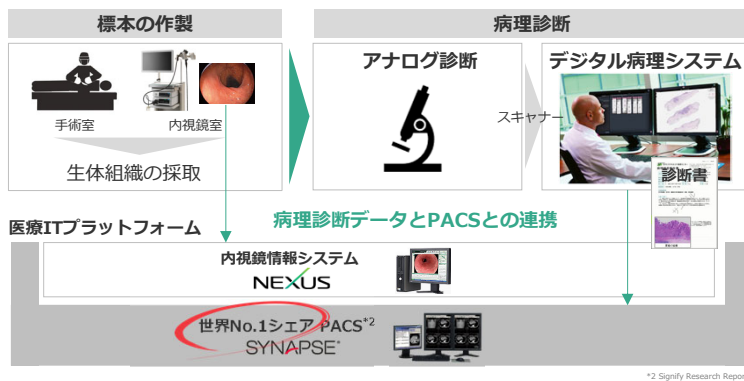 標本の作製
病理診断
手術室
内視鏡室
生体組織の採取
アナログ診断
スキャナー
デジタル病理システム
診断書
医療ITプラットフォーム
病理診断データとPACSとの連携
内視鏡情報システム
NEXUS
世界No.1シェア PACS*2
SYNAPSE
*2 Signify Research Repor